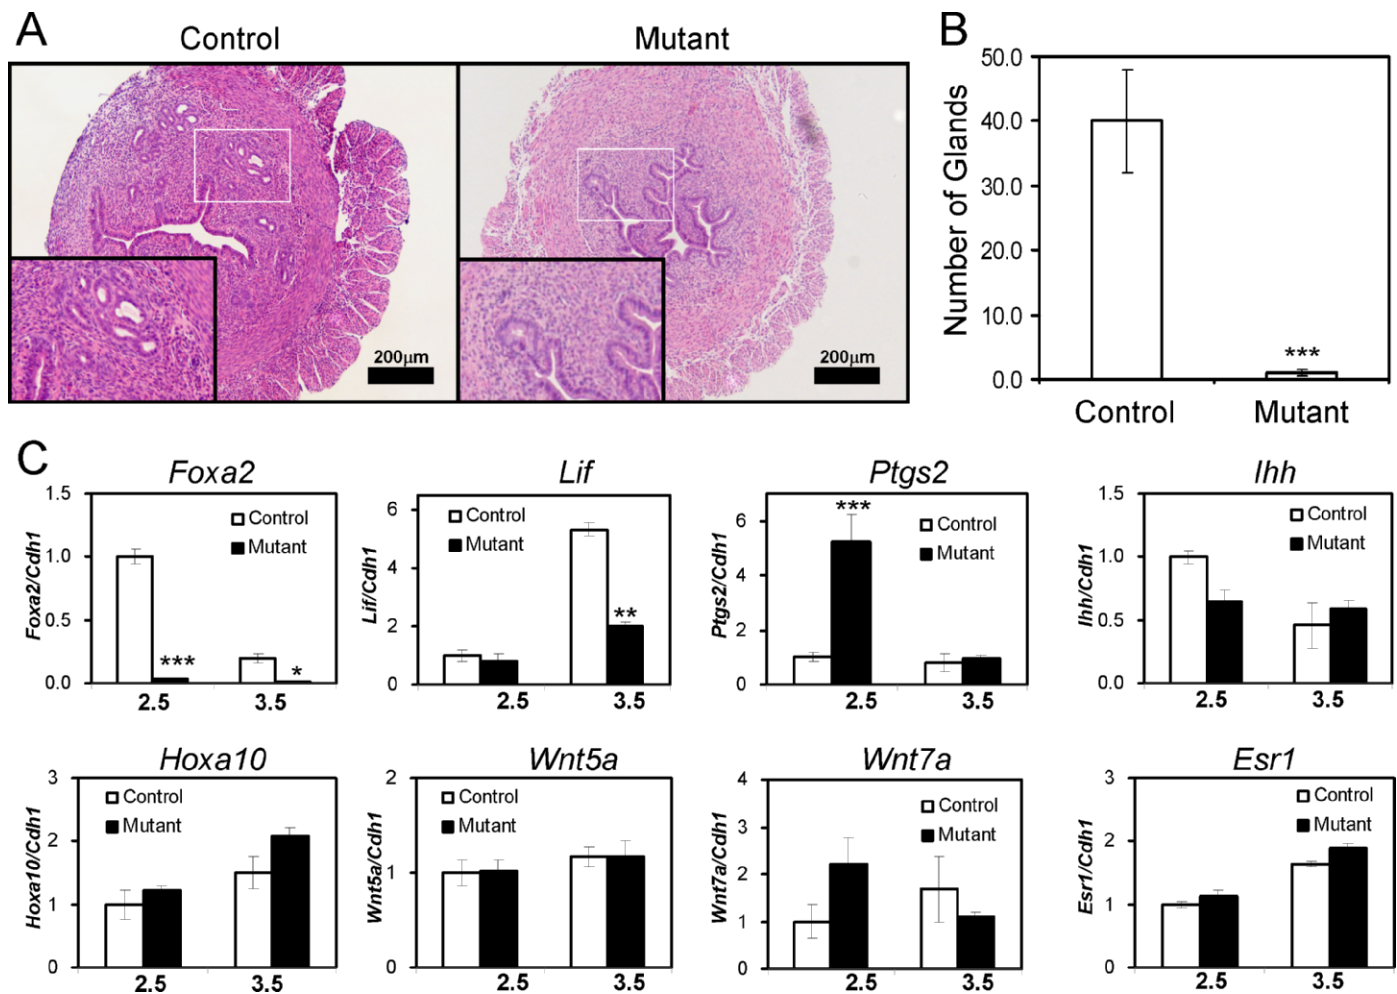 A
Control
Mutant
200µm
200µm
B
Number of Glands
50.0
40.0
30.0
20.0
10.0
0.0
***
Control
Mutant
C
Foxa2
Foxa2/Cdh1
1.5
1.0
0.5
0.0
Control
Mutant
***
*
2.5
3.5
Lif
Lif/Cdh1
6
4
2
0
Control
Mutant
**
2.5
3.5
Ptgs2
Ptgs2/Cdh1
6
4
2
0
***
Control
Mutant
2.5
3.5
Ihh
Ihh/Cdh1
1.5
1.0
0.5
0.0
Control
Mutant
2.5
3.5
Hoxa10
Hoxa10/Cdh1
3
2
1
0
Control
Mutant
2.5
3.5
Wnt5a
Wnt5a/Cdh1
2
1
0
Control
Mutant
2.5
3.5
Wnt7a
Wnt7a/Cdh1
4
3
2
1
0
Control
Mutant
2.5
3.5
Esr1
Esr1/Cdh1
3
2
1
0
Control
Mutant
2.5
3.5